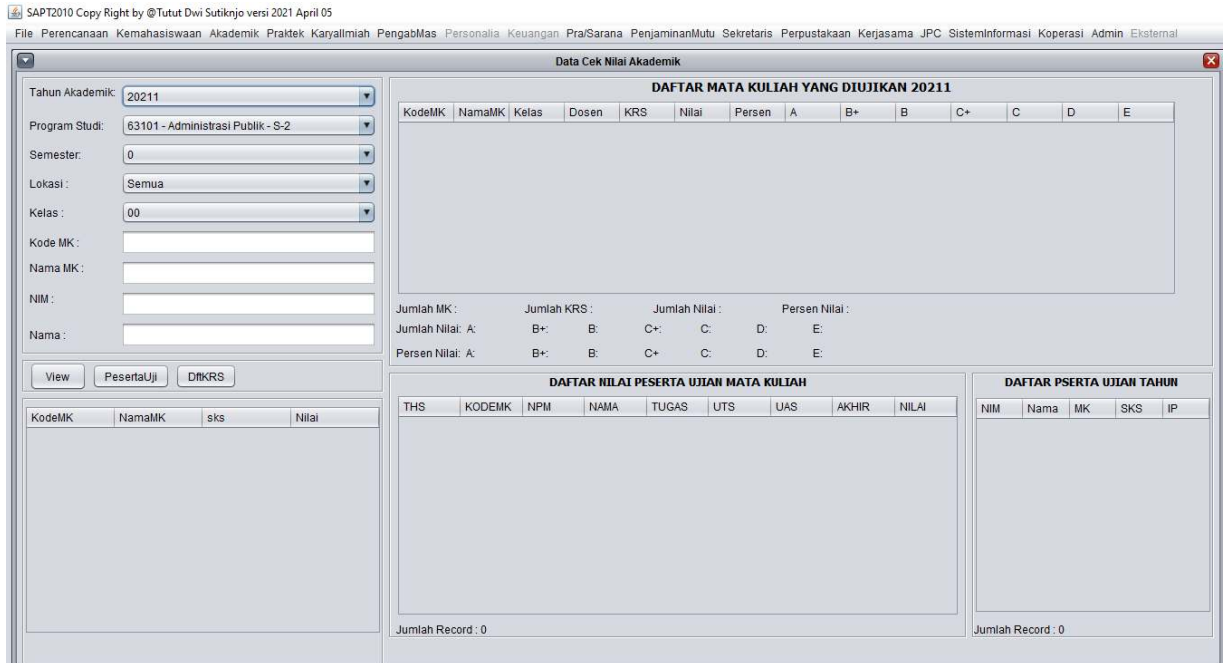 SAPT2010 Copy Right by @Tutut Dwi Sutiknjo versi 2021 April 05
File Perencanaan Kemahasiswaan Akademik Praktek KaryaIlmiah PengabMas Personalia Keuangan Pra/Sarana PenjaminanMutu Sekretaris Perpustakaan Kerjasama JPC SistemInformasi Koperasi Admin Eksternal
Data Cek Nilai Akademik
Tahun Akademik: 20211
Program Studi: 63101 - Administrasi Publik - S-2
Semester: 0
Lokasi : Semua
Kelas : 00
Kode MK :
Nama MK :
NIM :
Nama :
View PesertaUji DftKRS
KodeMK NamaMK sks Nilai
DAFTAR MATA KULIAH YANG DIUJIKAN 20211
KodeMK NamaMK Kelas Dosen KRS Nilai Persen A B+ B C+ C D E
Jumlah MK : Jumlah KRS : Jumlah Nilai : Persen Nilai :
Jumlah Nilai: A: B+: B: C+: C: D: E:
Persen Nilai: A: B+: B: C+ C: D: E:
DAFTAR NILAI PESERTA UJIAN MATA KULIAH
THS KODEMK NPM NAMA TUGAS UTS UAS AKHIR NILAI
Jumlah Record : 0
DAFTAR PSERTA UJIAN TAHUN
NIM Nama MK SKS IP
Jumlah Record : 0